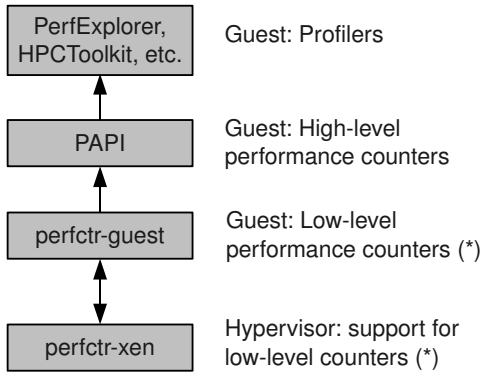 PerfExplorer,
HPCToolkit, etc.
Guest: Profilers
PAPI
Guest: High-level
performance counters
perfctr-guest
Guest: Low-level
performance counters (*)
perfctr-xen
Hypervisor: support for
low-level counters (*)